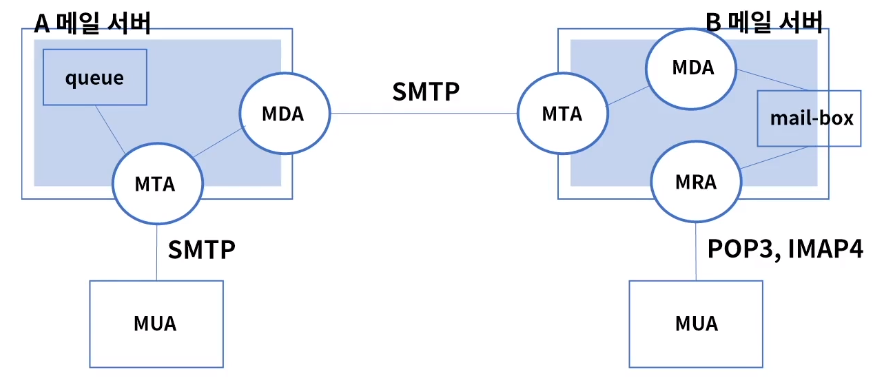 A 메일 서버
queue
MDA
MTA
SMTP
MUA
SMTP
B 메일 서버
MDA
MTA
mail-box
MRA
POP3, IMAP4
MUA